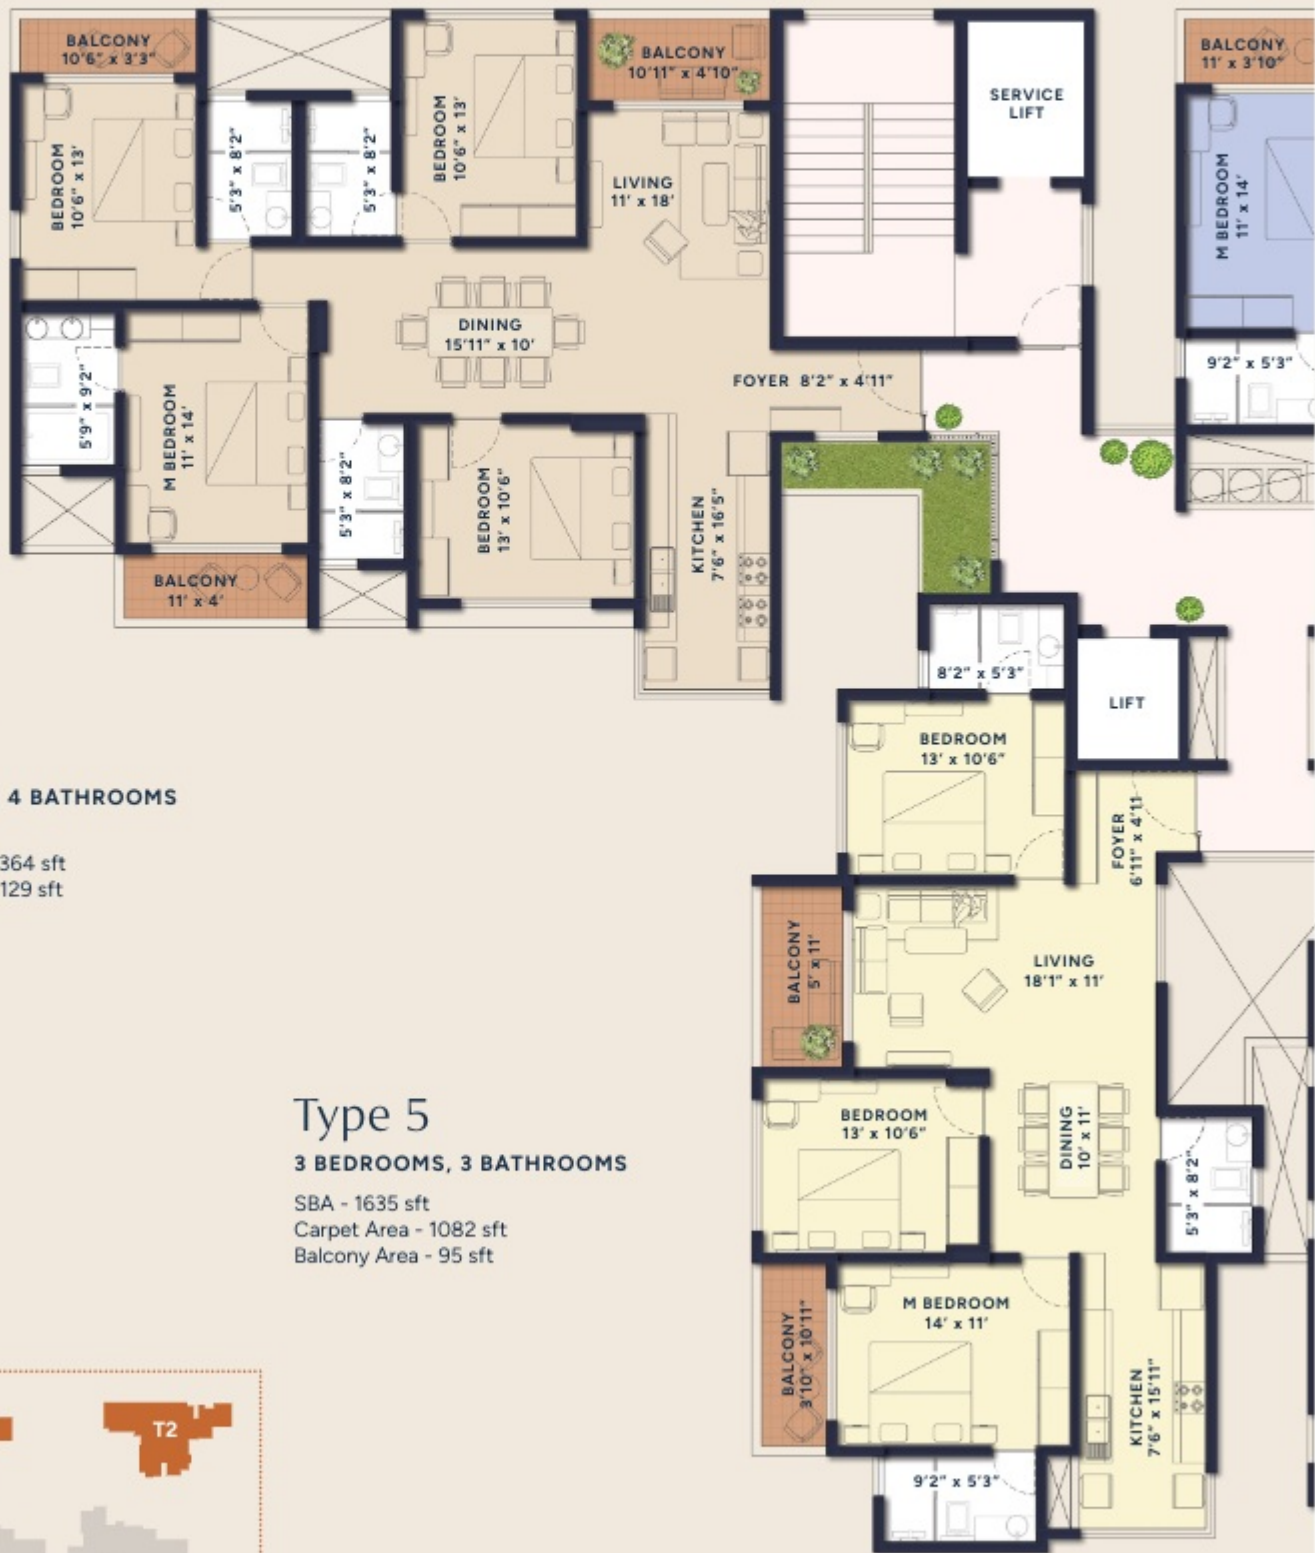 BALCONY
10'6" x 3'3"
BEDROOM
10'6" x 13'
5'3" x 8'2"
5'3" x 8'2"
BEDROOM
10'6" x 13'
BALCONY
10'11" x 4'10"
LIVING
11' x 18'
SERVICE
LIFT
BALCONY
11' x 3'10"
M BEDROOM
11' x 14'
9'2" x 5'3"
DINING
15'11" x 10'
FOYER 8'2" x 4'11"
5'9" x 9'2"
M BEDROOM
11' x 14'
5'3" x 8'2"
BEDROOM
13' x 10'6"
KITCHEN
7'6" x 16'5"
BALCONY
11' x 4'
8'2" x 5'3"
LIFT
BEDROOM
13' x 10'6"
FOYER
6'11" x 4'11
4 BATHROOMS
364 sft
129 sft
BALCONY
5' x 11'
LIVING
18'1" x 11'
BEDROOM
13' x 10'6"
DINING
10' x 11'
5'3" x 8'2"
Type 5
3 BEDROOMS, 3 BATHROOMS
SBA - 1635 sft
Carpet Area - 1082 sft
Balcony Area - 95 sft
M BEDROOM
14' x 11'
BALCONY
3'10" x 10'11"
KITCHEN
7'6" x 15'11"
9'2" x 5'3"
T2